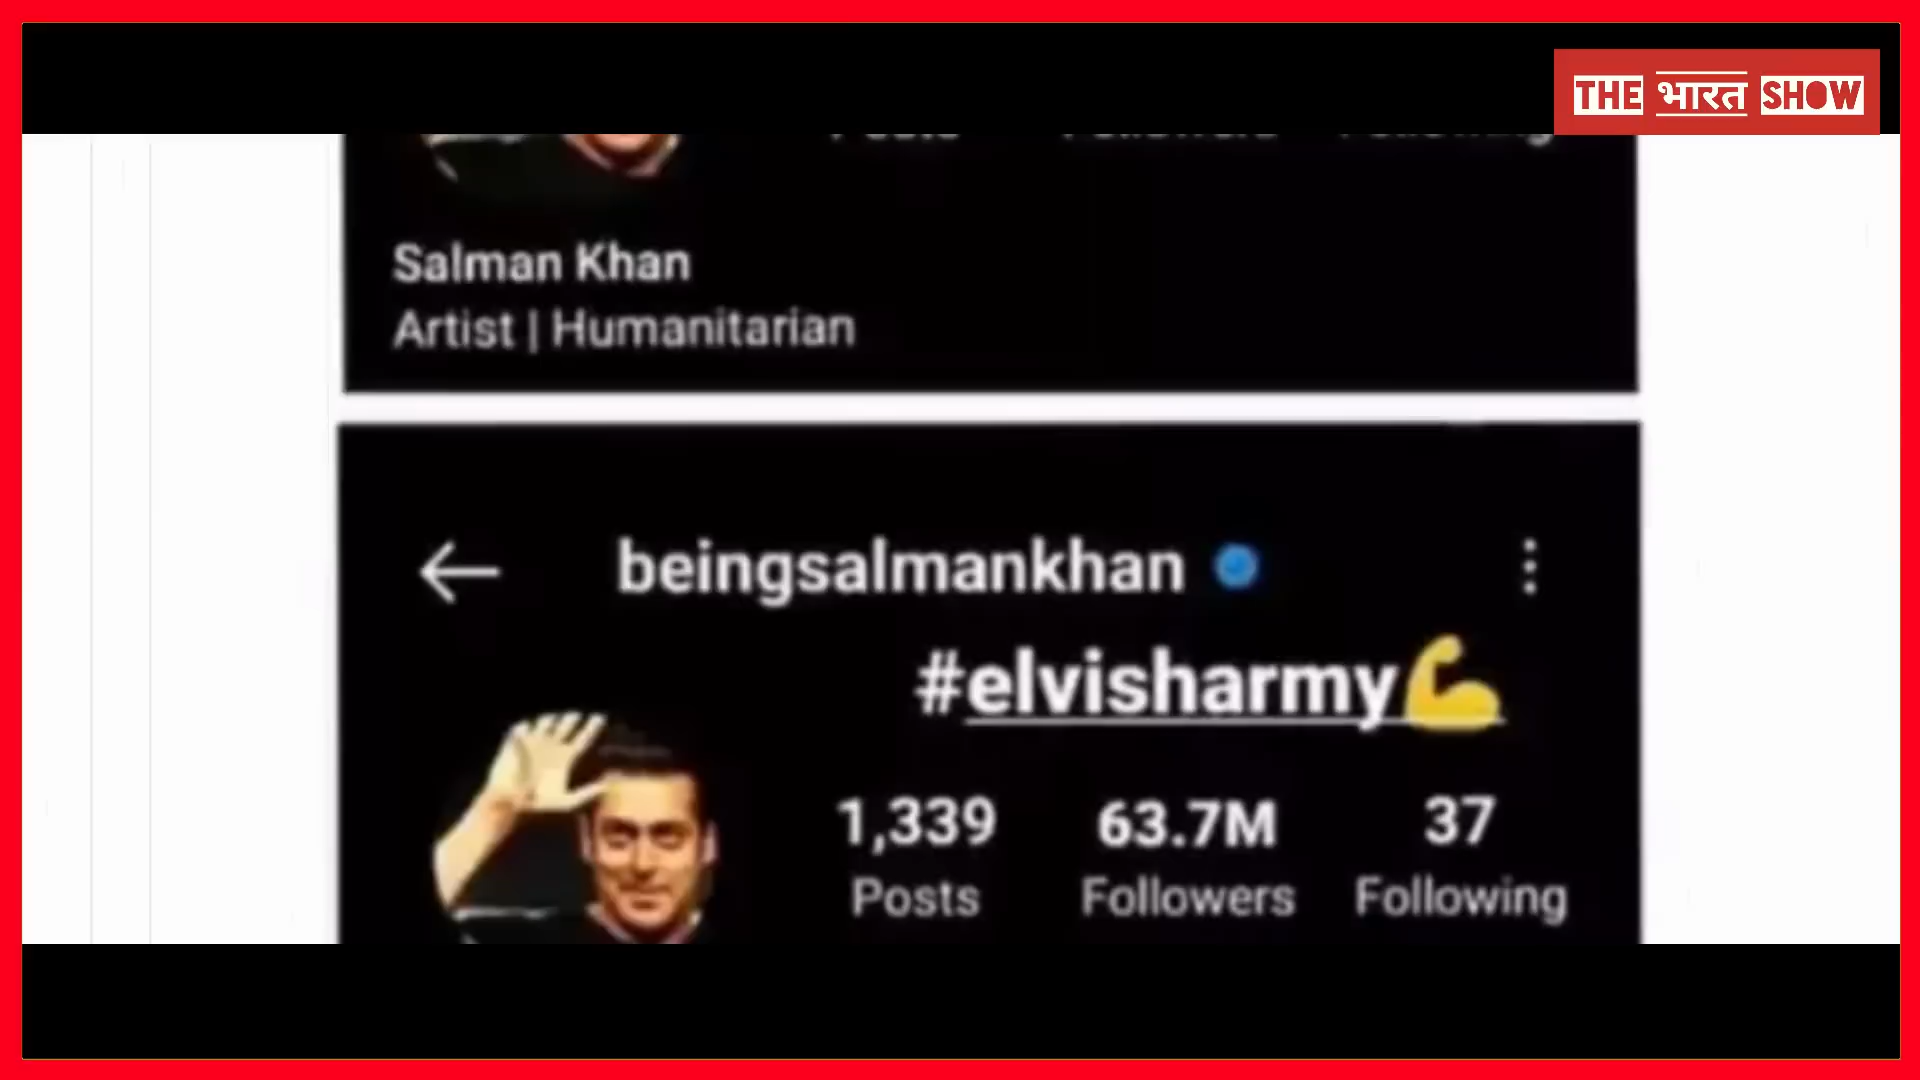 THE भारत SHOW
Salman Khan
Artist | Humanitarian
beingsalmankhan
#elvisharmy💪
1,339 63.7M 37
Posts Followers Following